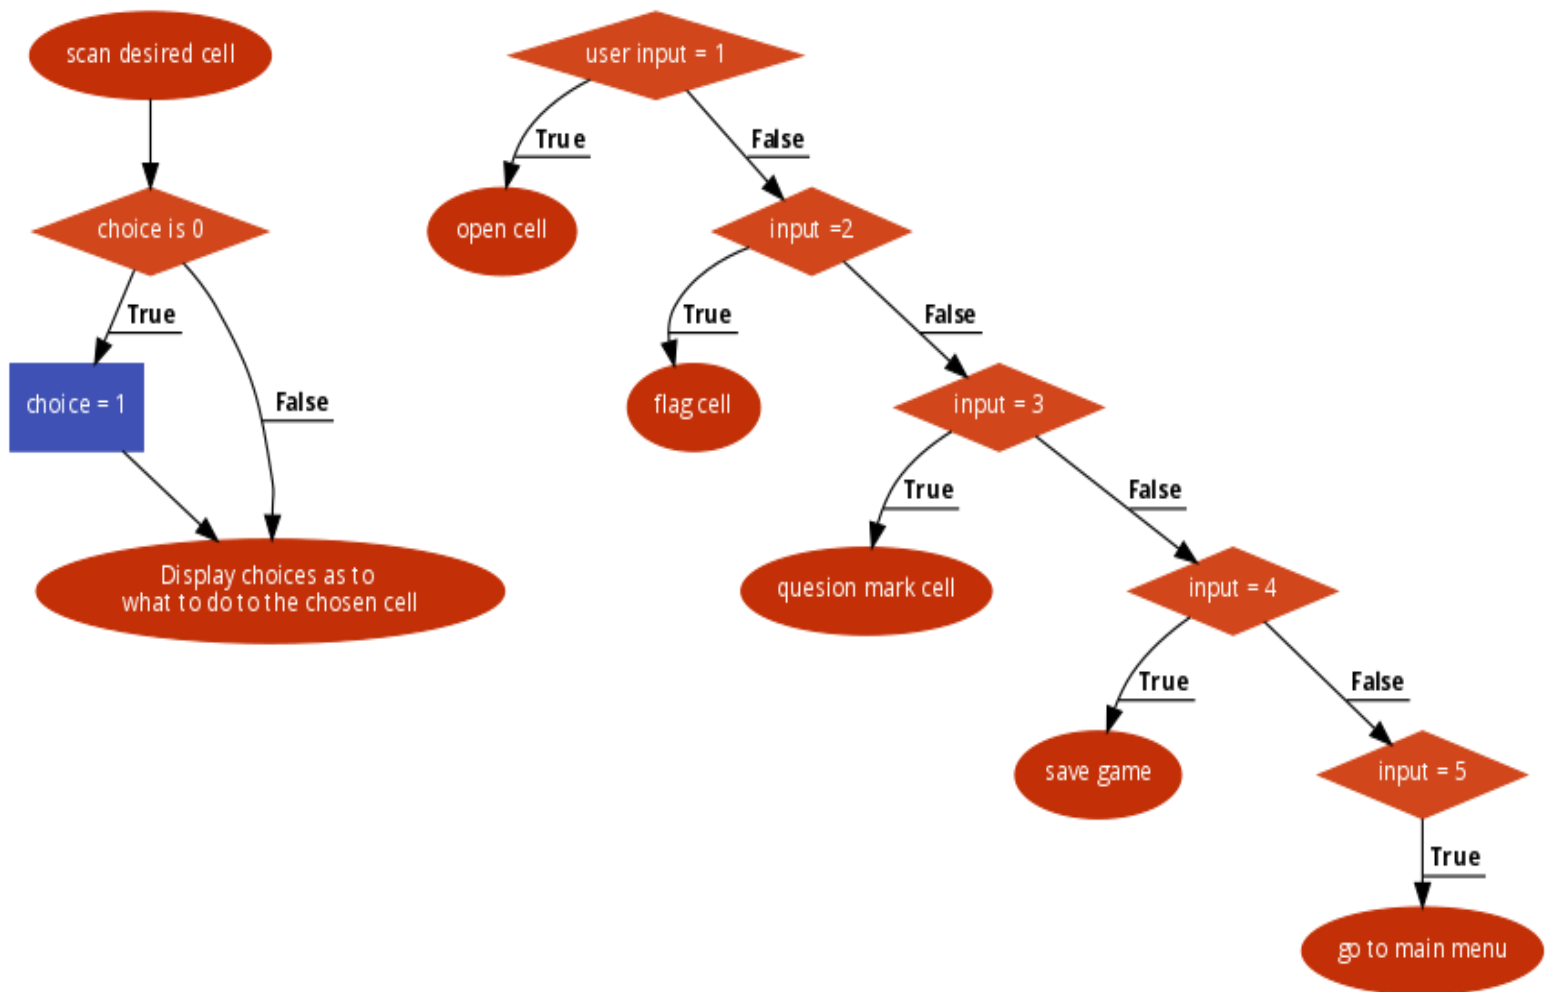 scan desired cell
choice is 0
True
choice = 1
False
Display choices as to
what to do to the chosen cell
user input = 1
True
False
open cell
input =2
True
False
flag cell
input = 3
True
False
quesion mark cell
input = 4
True
False
save game
input = 5
True
go to main menu